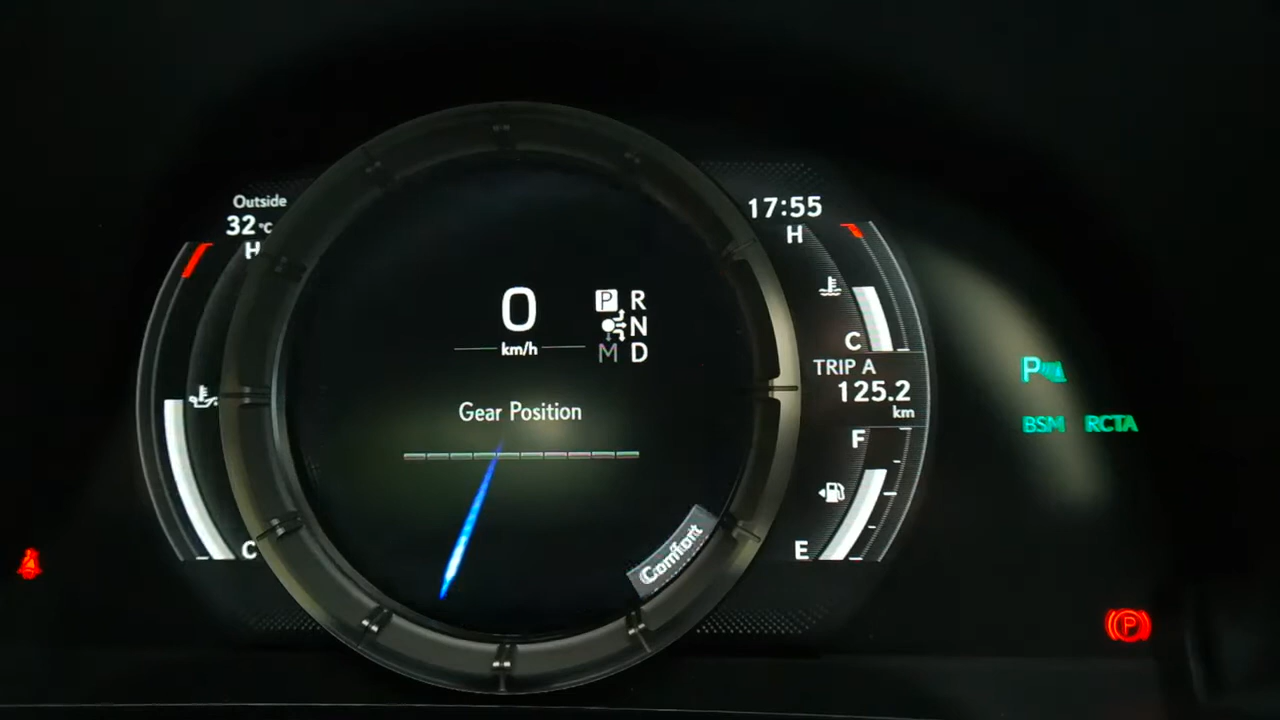 Outside
32°C
H
C
0
km/h
P R
N
M D
Gear Position
Comfort
17:55
H
C
TRIP A
125.2
km
F
E
P
BSM RCTA
P